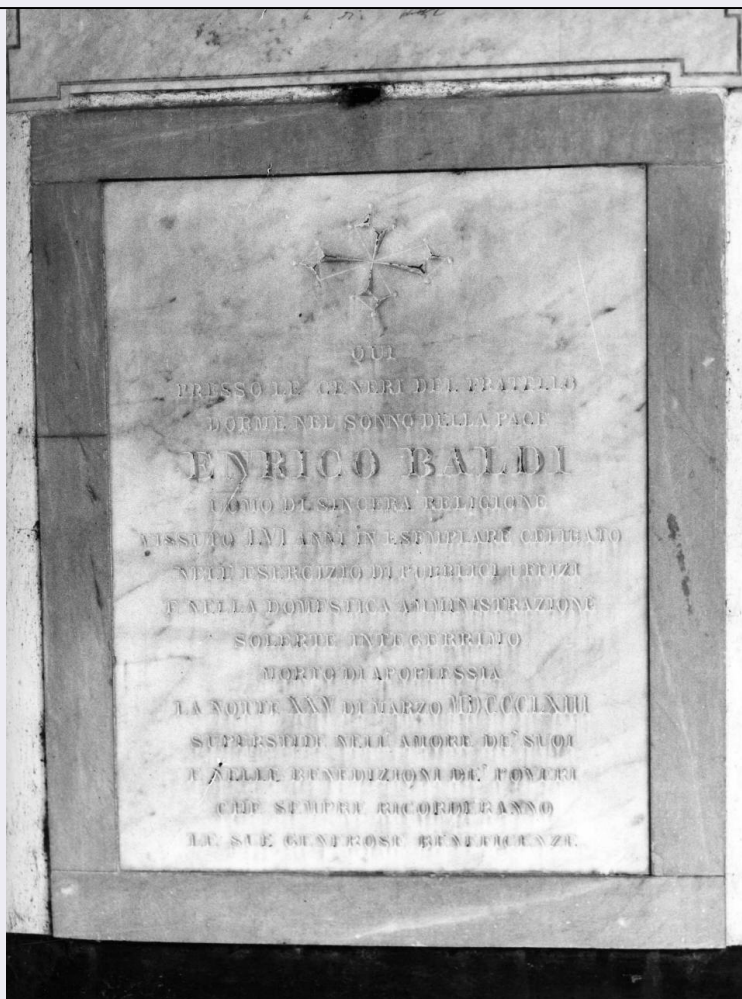 QUI
PRESSO LE CENERI DEL FRATELLO
DORME NEL SONNO DELLA PACE
ENRICO BALDI
UOMO DI SINCERA RELIGIONE
VISSUTO LVI ANNI IN ESEMPLARE CELIBATO
NELL'ESERCIZIO DI PUBBLICI UFFIZI
E NELLA DOMESTICA AMMINISTRAZIONE
SOLERTE INTEGERRIMO
MORTO DI APOPLESSIA
LA NOTTE XXV DI MARZO MDCCCLXIII
SUPERSTITE NELL'AMORE DE' SUOI
E NELLE BENEDIZIONI DE' POVERI
CHE SEMPRE RICORDERANNO
LE SUE GENEROSE BENEFICENZE